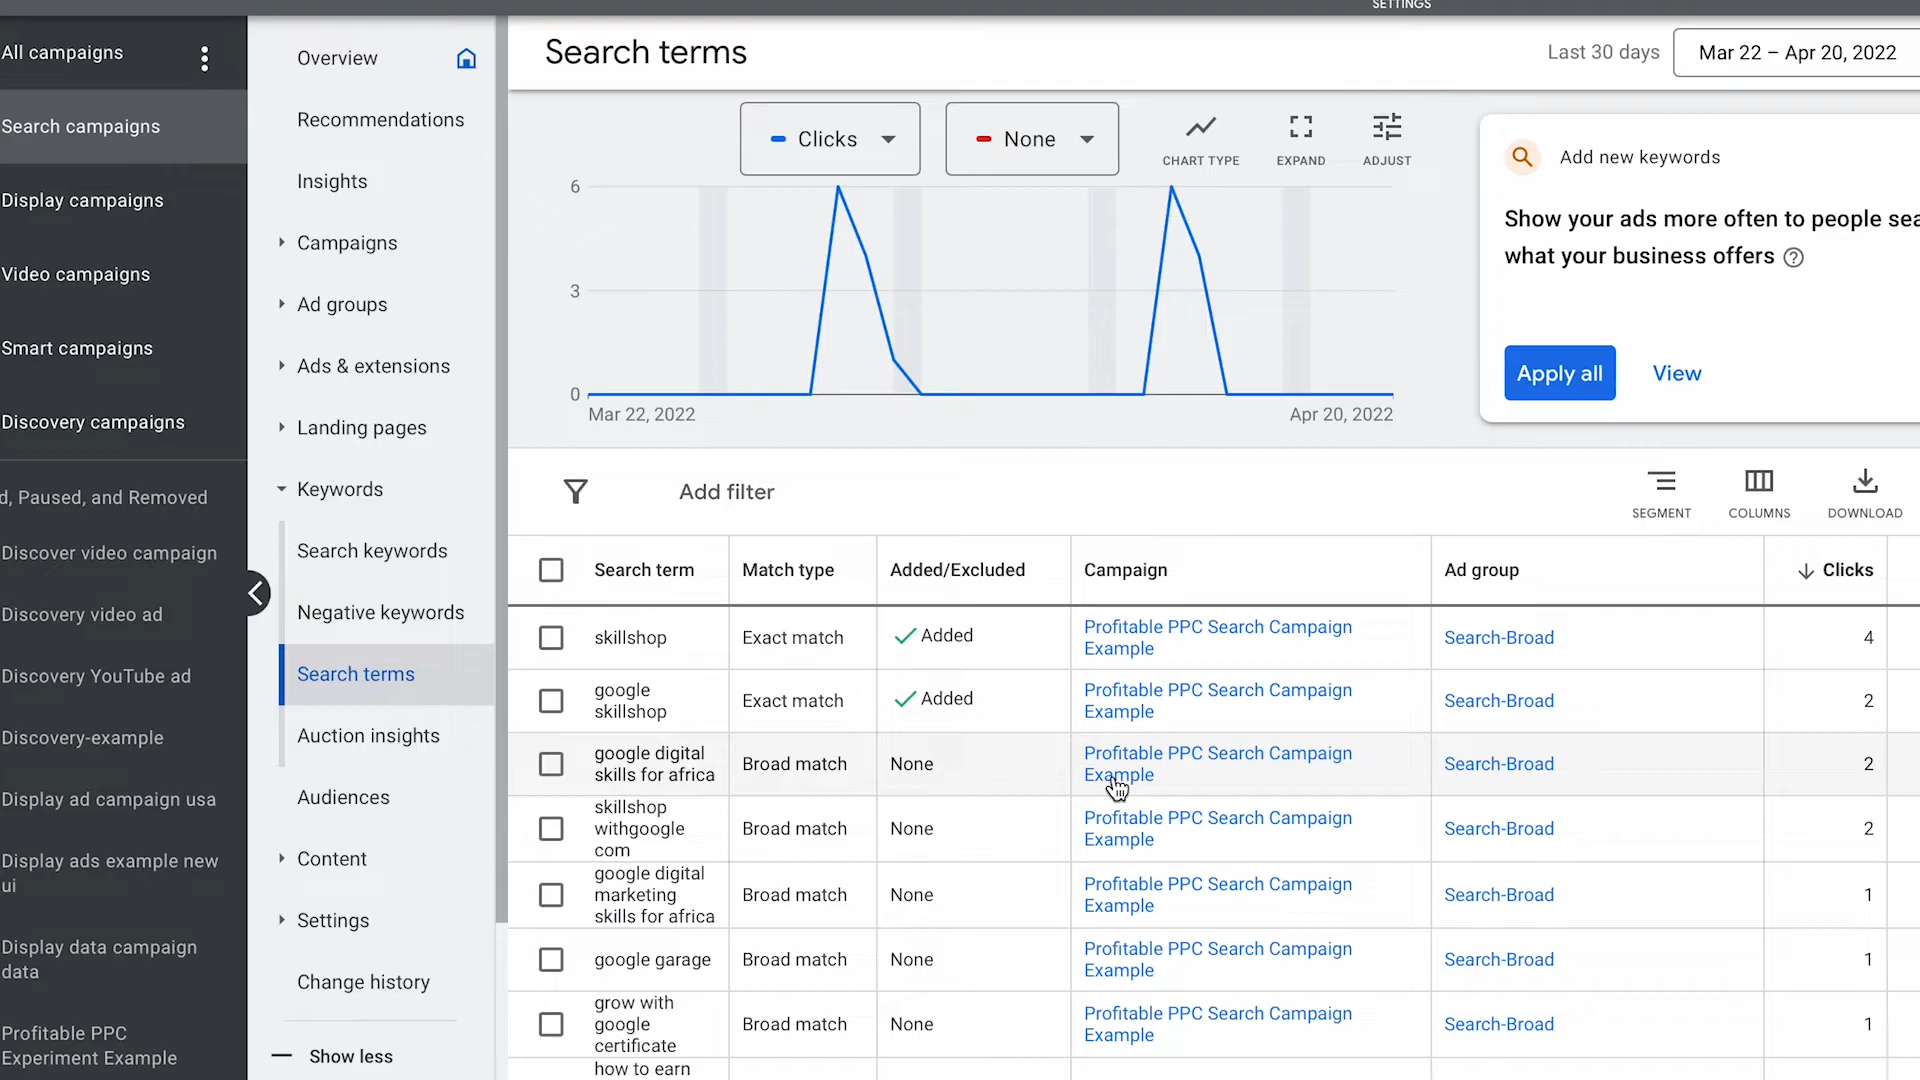 SETTINGS
All campaigns
Search campaigns
Display campaigns
Video campaigns
Smart campaigns
Discovery campaigns
d, Paused, and Removed
Discover video campaign
Discovery video ad
Discovery YouTube ad
Discovery-example
Display ad campaign usa
Display ads example new
ui
Display data campaign
data
Profitable PPC
Experiment Example
Overview
Recommendations
Insights
Campaigns
Ad groups
Ads & extensions
Landing pages
Keywords
Search keywords
Negative keywords
Search terms
Auction insights
Audiences
Content
Settings
Change history
Show less
Search terms
Last 30 days
Mar 22 – Apr 20, 2022
Clicks
None
CHART TYPE
EXPAND
ADJUST
6
3
0
Mar 22, 2022
Apr 20, 2022
Add new keywords
Show your ads more often to people sea
what your business offers
Apply all
View
Add filter
SEGMENT
COLUMNS
DOWNLOAD
Search term
Match type
Added/Excluded
Campaign
Ad group
Clicks
skillshop
Exact match
Added
Profitable PPC Search Campaign
Example
Search-Broad
4
google
skillshop
Exact match
Added
Profitable PPC Search Campaign
Example
Search-Broad
2
google digital
skills for africa
Broad match
None
Profitable PPC Search Campaign
Example
Search-Broad
2
skillshop
withgoogle
com
Broad match
None
Profitable PPC Search Campaign
Example
Search-Broad
2
google digital
marketing
skills for africa
Broad match
None
Profitable PPC Search Campaign
Example
Search-Broad
1
google garage
Broad match
None
Profitable PPC Search Campaign
Example
Search-Broad
1
grow with
google
certificate
Broad match
None
Profitable PPC Search Campaign
Example
Search-Broad
1
how to earn